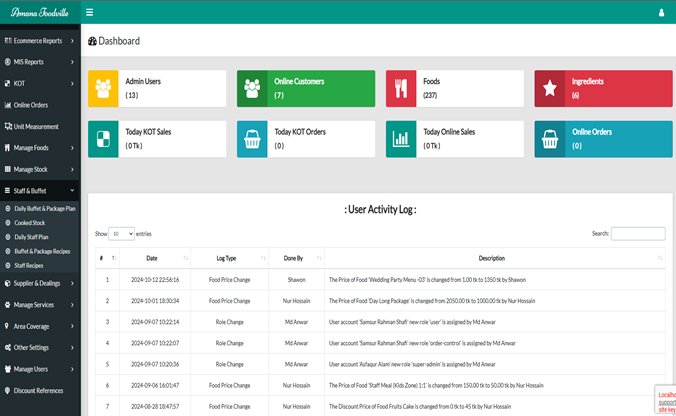 Amana Foodville
Ecommerce Reports
MIS Reports
KOT
Online Orders
Unit Measurement
Manage Foods
Manage Stock
Staff & Buffet
Daily Buffet & Package Plan
Cooked Stock
Daily Staff Plan
Buffet & Package Recipes
Staff Recipes
Supplier & Dealings
Manage Services
Area Coverage
Other Settings
Manage Users
Discount References
Dashboard
Admin Users
(13)
Online Customers
(7)
Foods
(237)
Ingredients
(6)
Today KOT Sales
(0 Tk)
Today KOT Orders
(0)
Today Online Sales
(0 Tk)
Online Orders
(0)
: User Activity Log :
Show 10 entries Search:
# Date Log Type Done By Description
1 2024-10-12 22:56:16 Food Price Change Shawon The Price of Food 'Wedding Party Menu -03' is changed from 1.00 tk to 1350 tk by Shawon
2 2024-10-01 18:30:34 Food Price Change Nur Hossain The Price of Food 'Day Long Package' is changed from 2050.00 tk to 1000.00 tk by Nur Hossain
3 2024-09-07 10:22:14 Role Change Md Anwar User account 'Samsur Rahman Shafi' new role 'user' is assigned by Md Anwar
4 2024-09-07 10:22:07 Role Change Md Anwar User account 'Samsur Rahman Shafi' new role 'order-control' is assigned by Md Anwar
5 2024-09-07 10:20:36 Role Change Md Anwar User account 'Asfaqur Alam' new role 'super-admin' is assigned by Md Anwar
6 2024-09-06 16:01:47 Food Price Change Nur Hossain The Price of Food 'Staff Meal (Kids Zone) 1:1' is changed from 150.00 tk to 50.00 tk by Nur Hossain
7 2024-08-28 18:47:57 Food Price Change Nur Hossain The Discount Price of Food Fruits Cake is changed from 0 tk to 45 tk by Nur Hossain
Localho
support
site key